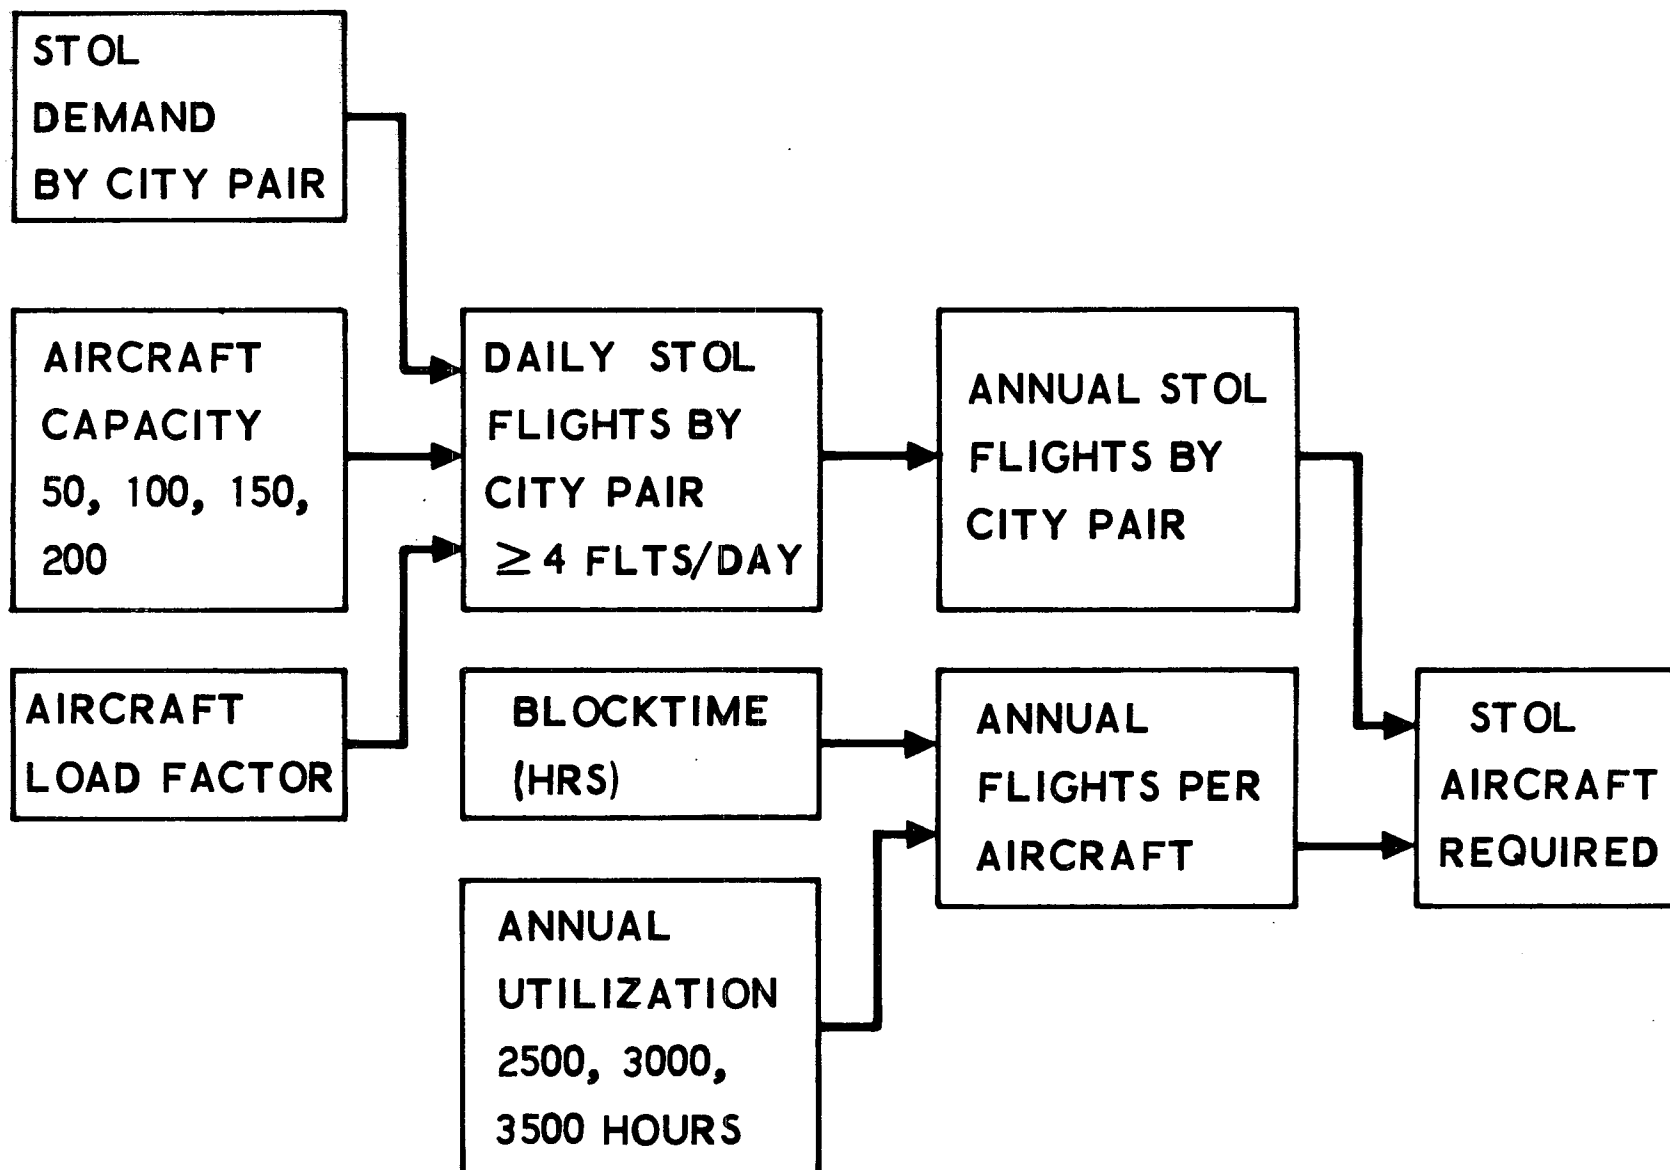 STOL
DEMAND
BY CITY PAIR
AIRCRAFT
CAPACITY
50, 100, 150,
200
AIRCRAFT
LOAD FACTOR
DAILY STOL
FLIGHTS BY
CITY PAIR
≥ 4 FLTS/DAY
BLOCKTIME
(HRS)
ANNUAL
UTILIZATION
2500, 3000,
3500 HOURS
ANNUAL STOL
FLIGHTS BY
CITY PAIR
ANNUAL
FLIGHTS PER
AIRCRAFT
STOL
AIRCRAFT
REQUIRED